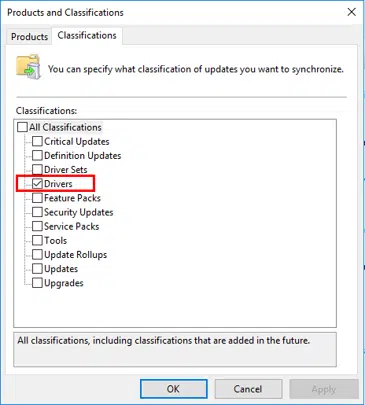 Products and Classifications
Products
Classifications
You can specify what classification of updates you want to synchronize.
Classifications:
All Classifications
Critical Updates
Definition Updates
Driver Sets
Drivers
Feature Packs
Security Updates
Service Packs
Tools
Update Rollups
Updates
Upgrades
All classifications, including classifications that are added in the future.
OK
Cancel
Apply